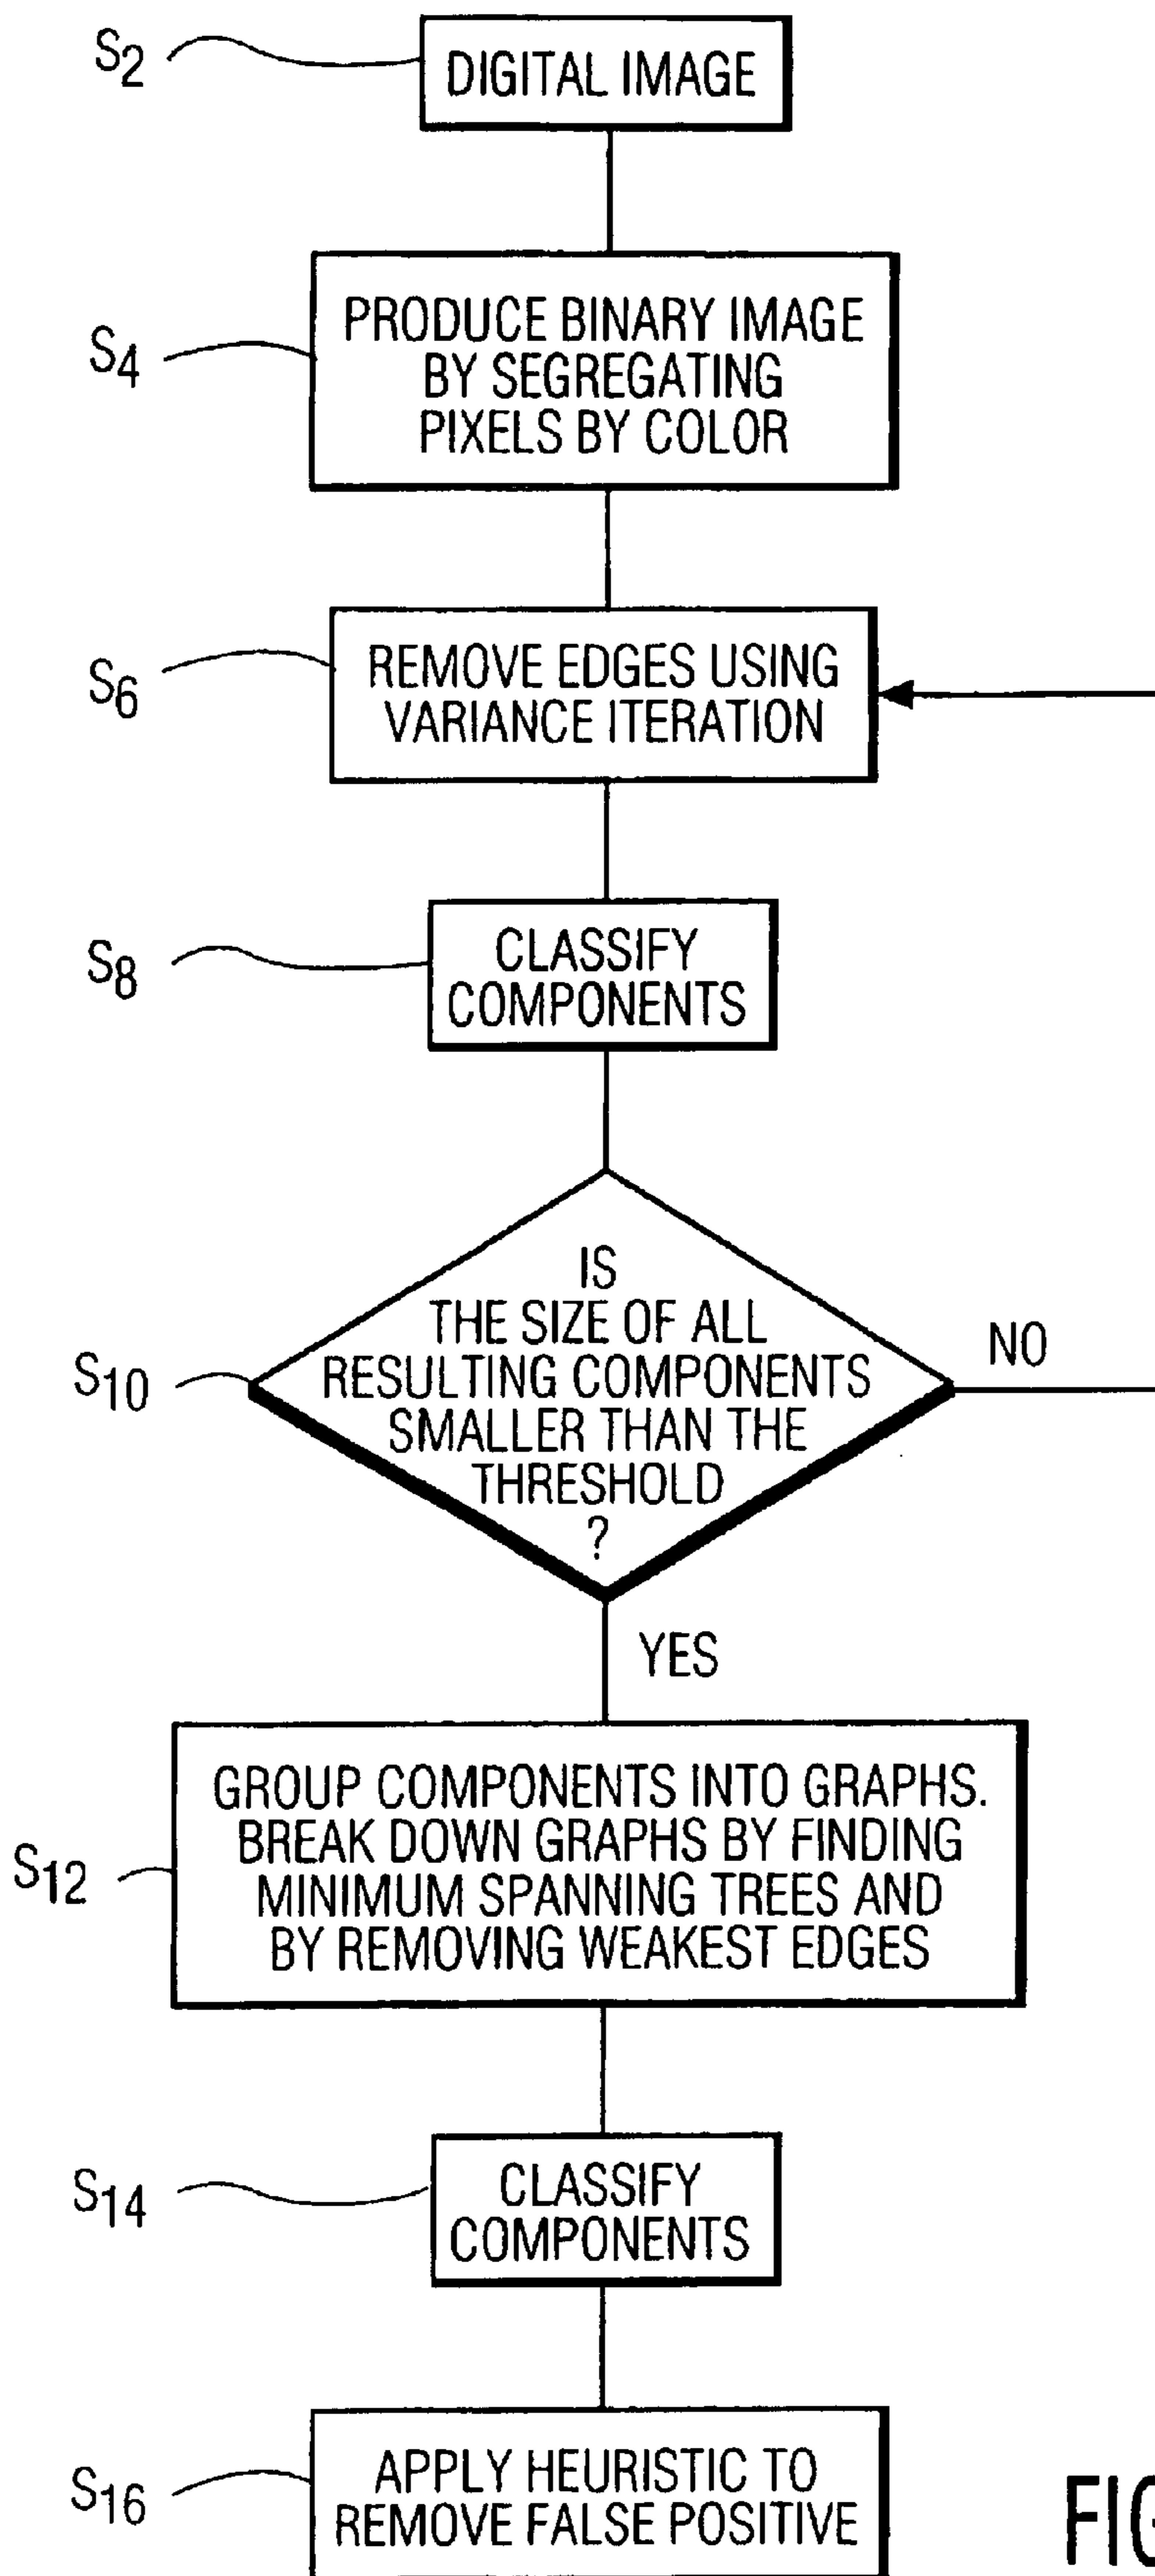 S2
DIGITAL IMAGE
S4
PRODUCE BINARY IMAGE
BY SEGREGATING
PIXELS BY COLOR
S6
REMOVE EDGES USING
VARIANCE ITERATION
S8
CLASSIFY
COMPONENTS
S10
IS
THE SIZE OF ALL
RESULTING COMPONENTS
SMALLER THAN THE
THRESHOLD
?
NO
YES
S12
GROUP COMPONENTS INTO GRAPHS.
BREAK DOWN GRAPHS BY FINDING
MINIMUM SPANNING TREES AND
BY REMOVING WEAKEST EDGES
S14
CLASSIFY
COMPONENTS
S16
APPLY HEURISTIC TO
REMOVE FALSE POSITIVE
FIG